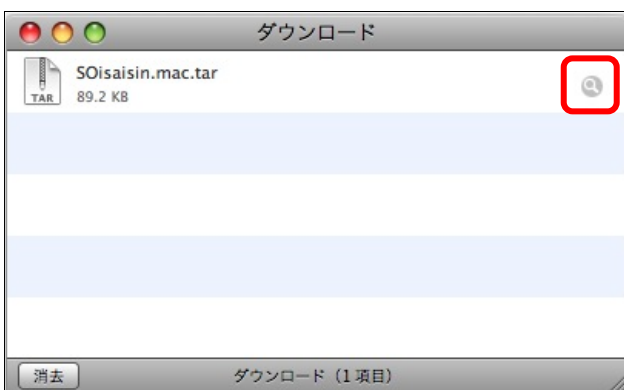 ダウンロード
SOisaisin.mac.tar
TAR
89.2 KB
消去
ダウンロード（1 項目）